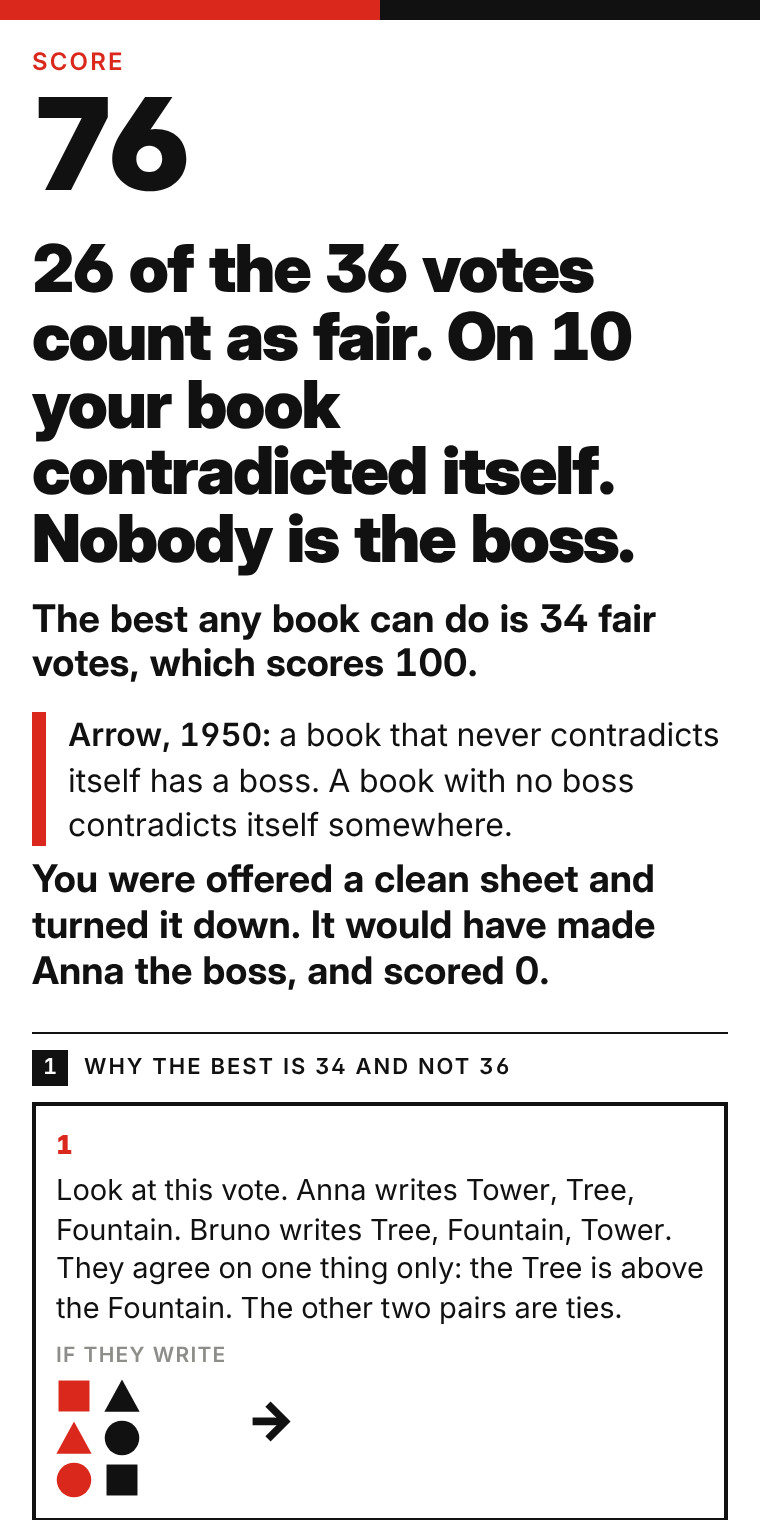 SCORE
76
26 of the 36 votes
count as fair. On 10
your book
contradicted itself.
Nobody is the boss.
The best any book can do is 34 fair
votes, which scores 100.
Arrow, 1950: a book that never contradicts
itself has a boss. A book with no boss
contradicts itself somewhere.
You were offered a clean sheet and
turned it down. It would have made
Anna the boss, and scored 0.
1 WHY THE BEST IS 34 AND NOT 36
1
Look at this vote. Anna writes Tower, Tree,
Fountain. Bruno writes Tree, Fountain, Tower.
They agree on one thing only: the Tree is above
the Fountain. The other two pairs are ties.
IF THEY WRITE